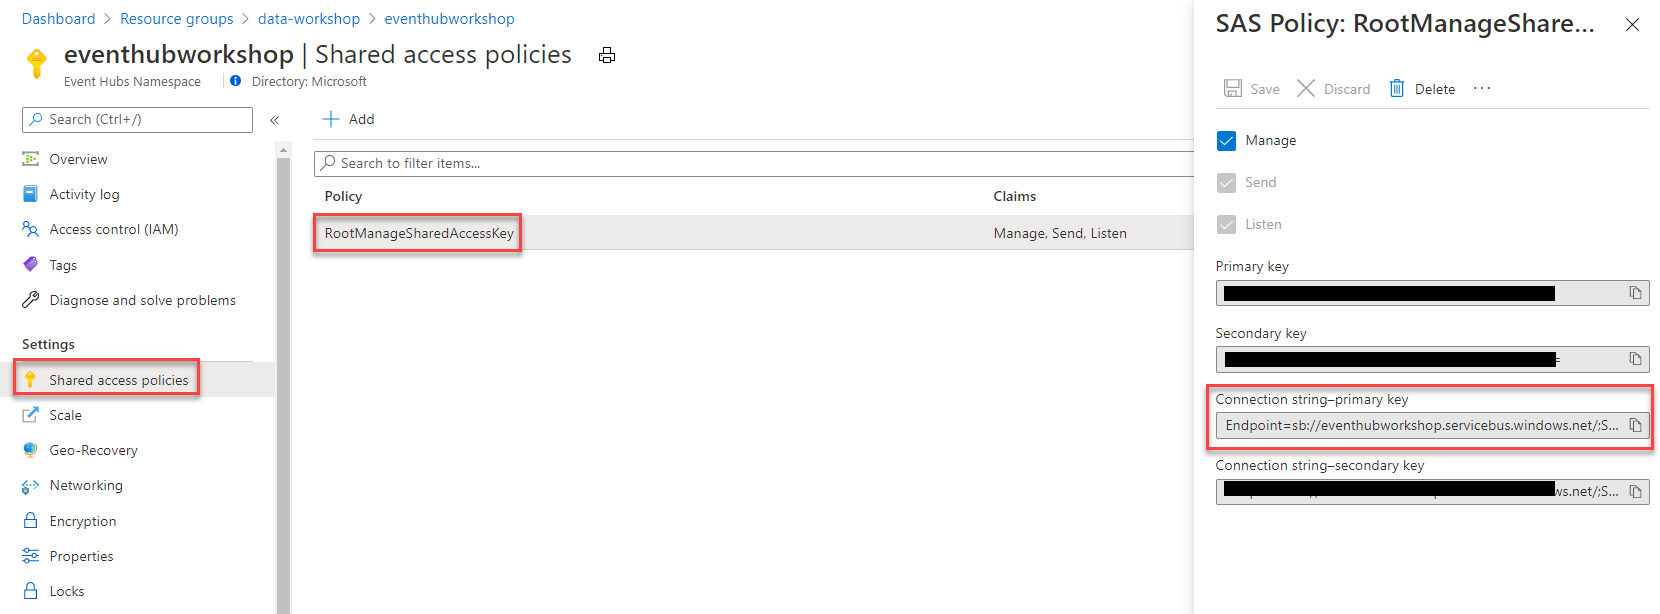 Dashboard > Resource groups > data-workshop > eventhubworkshop
eventhubworkshop | Shared access policies
Event Hubs Namespace
Directory: Microsoft
Search (Ctrl+/)
«
Overview
Activity log
Access control (IAM)
Tags
Diagnose and solve problems
Settings
Shared access policies
Scale
Geo-Recovery
Networking
Encryption
Properties
Locks
Add
Search to filter items...
Policy
Claims
RootManageSharedAccessKey
Manage, Send, Listen
SAS Policy: RootManageShare...
Save
Discard
Delete
...
Manage
Send
Listen
Primary key
Secondary key
=
Connection string–primary key
Endpoint=sb://eventhubworkshop.servicebus.windows.net/;S...
Connection string–secondary key
ws.net/;S...